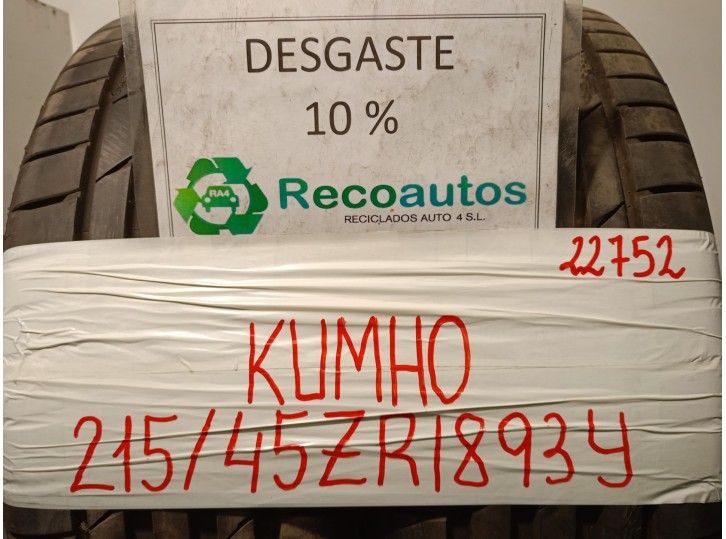 DESGASTE
10 %
RA4
Recoautos
RECICLADOS AUTO 4 S.L.
22752
KUMHO
215/45ZR1893Y